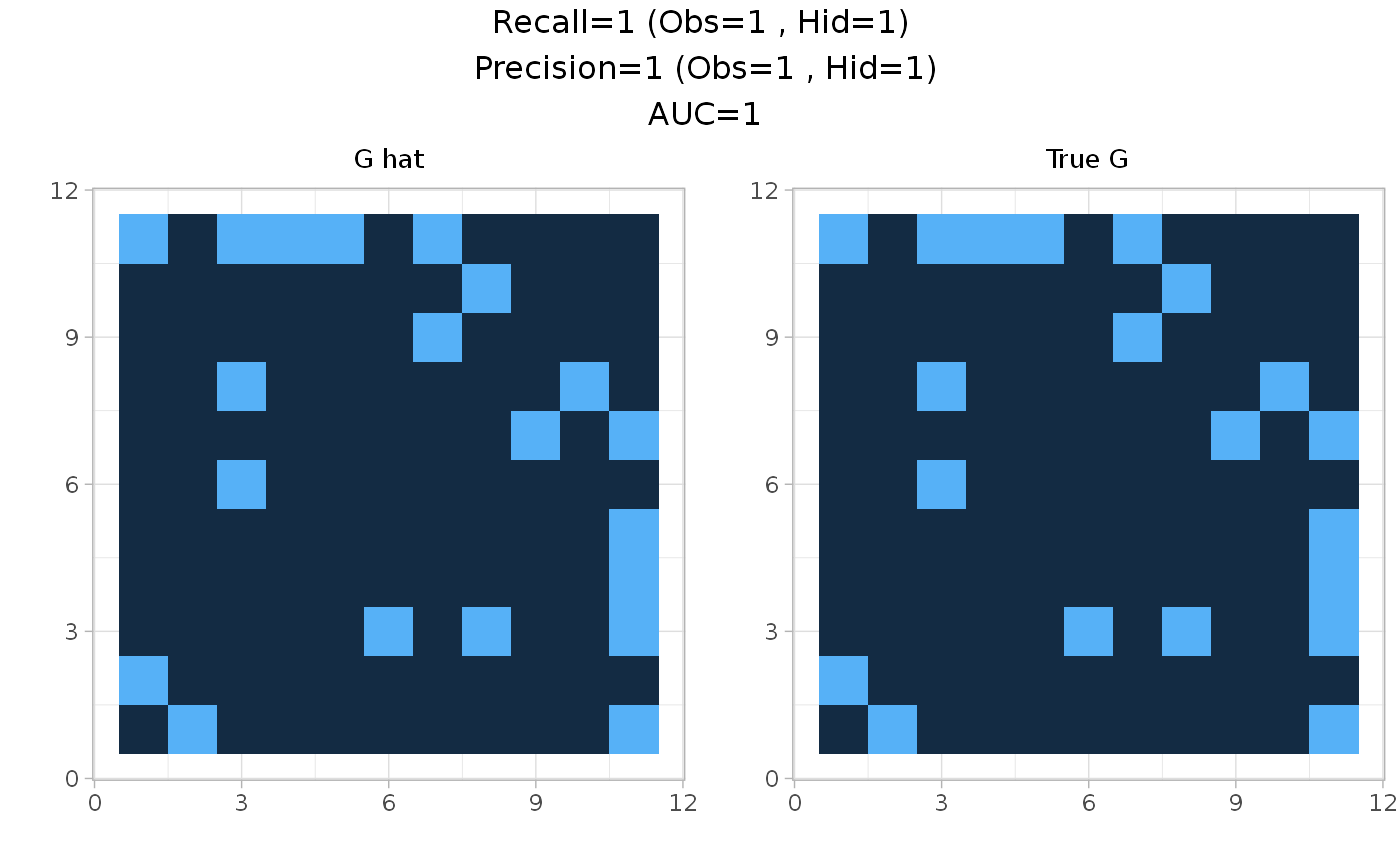 Recall=1 (Obs=1 , Hid=1)
Precision=1 (Obs=1 , Hid=1)
AUC=1
G hat
True G
12
9
6
3
0
0 3 6 9 12
12
9
6
3
0
0 3 6 9 12